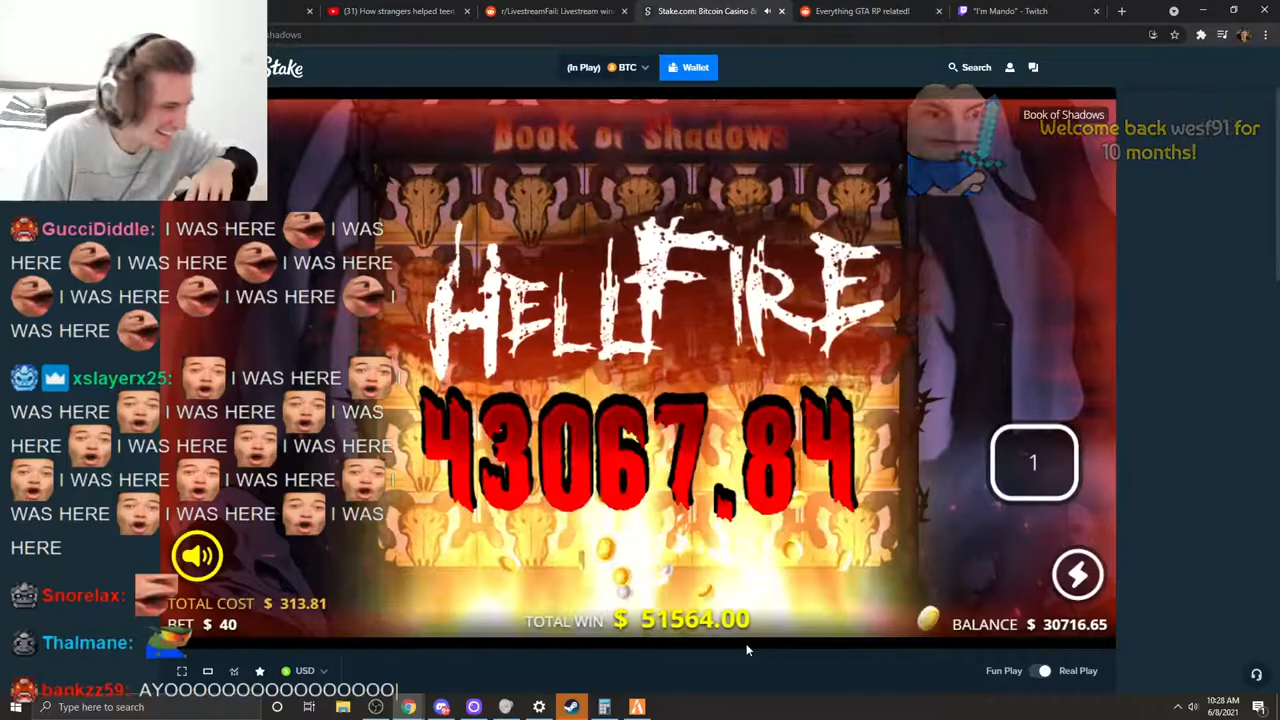 (31) How strangers helped teen
r/LivestreamFail: Livestream win
Stake.com: Bitcoin Casino &
Everything GTA RP related!
"I'm Mando" - Twitch
shadows
Stake
(In Play) BTC
Wallet
Search
Book of Shadows
Welcome back wesf91 for
10 months!
Book of Shadows
HELLFIRE
43067.84
1
GucciDiddle: I WAS HERE I WAS
HERE I WAS HERE I WAS HERE
I WAS HERE I WAS HERE I
WAS HERE
xslayerx25: I WAS HERE I
WAS HERE I WAS HERE I WAS
HERE I WAS HERE I WAS HERE
I WAS HERE I WAS HERE I
WAS HERE I WAS HERE I WAS
HERE
Snorelax:
Thalmane:
bankzz59: AYOOOOOOOOOOOOOOOO
TOTAL COST $ 313.81
BET $ 40
TOTAL WIN $ 51564.00
BALANCE $ 30716.65
USD
Fun Play Real Play
Type here to search
10:28 AM
6/8/2021